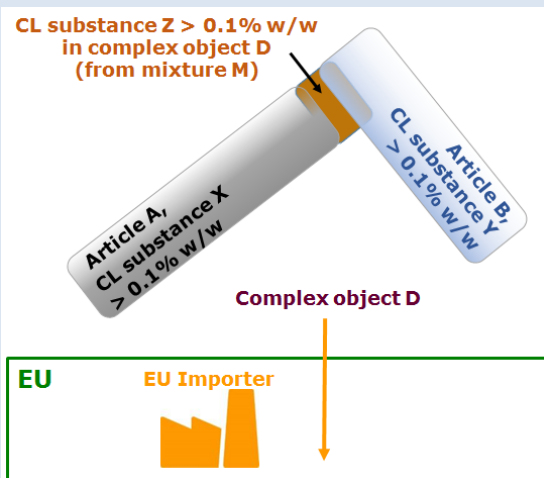 CL substance Z > 0.1% w/w
in complex object D
(from mixture M)
Article A,
CL substance X
> 0.1% w/w
Article B,
CL substance Y
> 0.1% w/w
Complex object D
EU
EU Importer